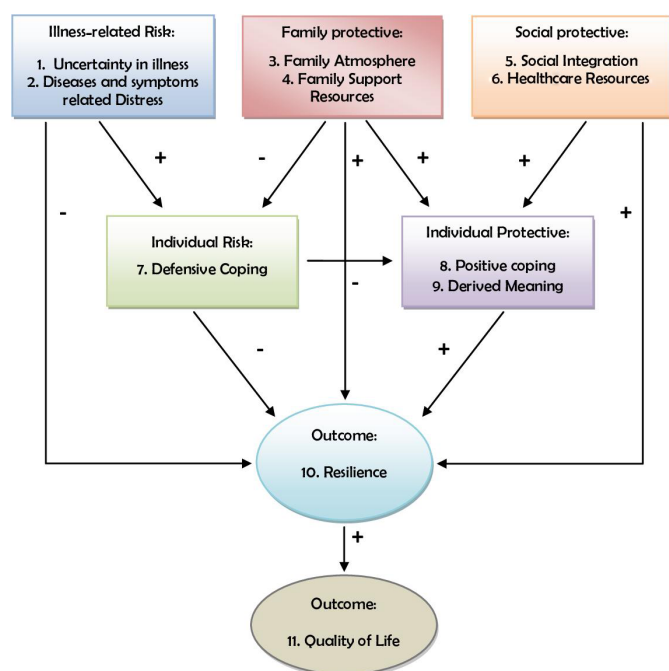 Illness-related Risk:
1. Uncertainty in illness
2. Diseases and symptoms
related Distress
Family protective:
3. Family Atmosphere
4. Family Support
Resources
Social protective:
5. Social Integration
6. Healthcare Resources
+
-
+
+
+
-
+
Individual Risk:
7. Defensive Coping
Individual Protective:
8. Positive coping
9. Derived Meaning
-
-
+
Outcome:
10. Resilience
+
Outcome:
11. Quality of Life